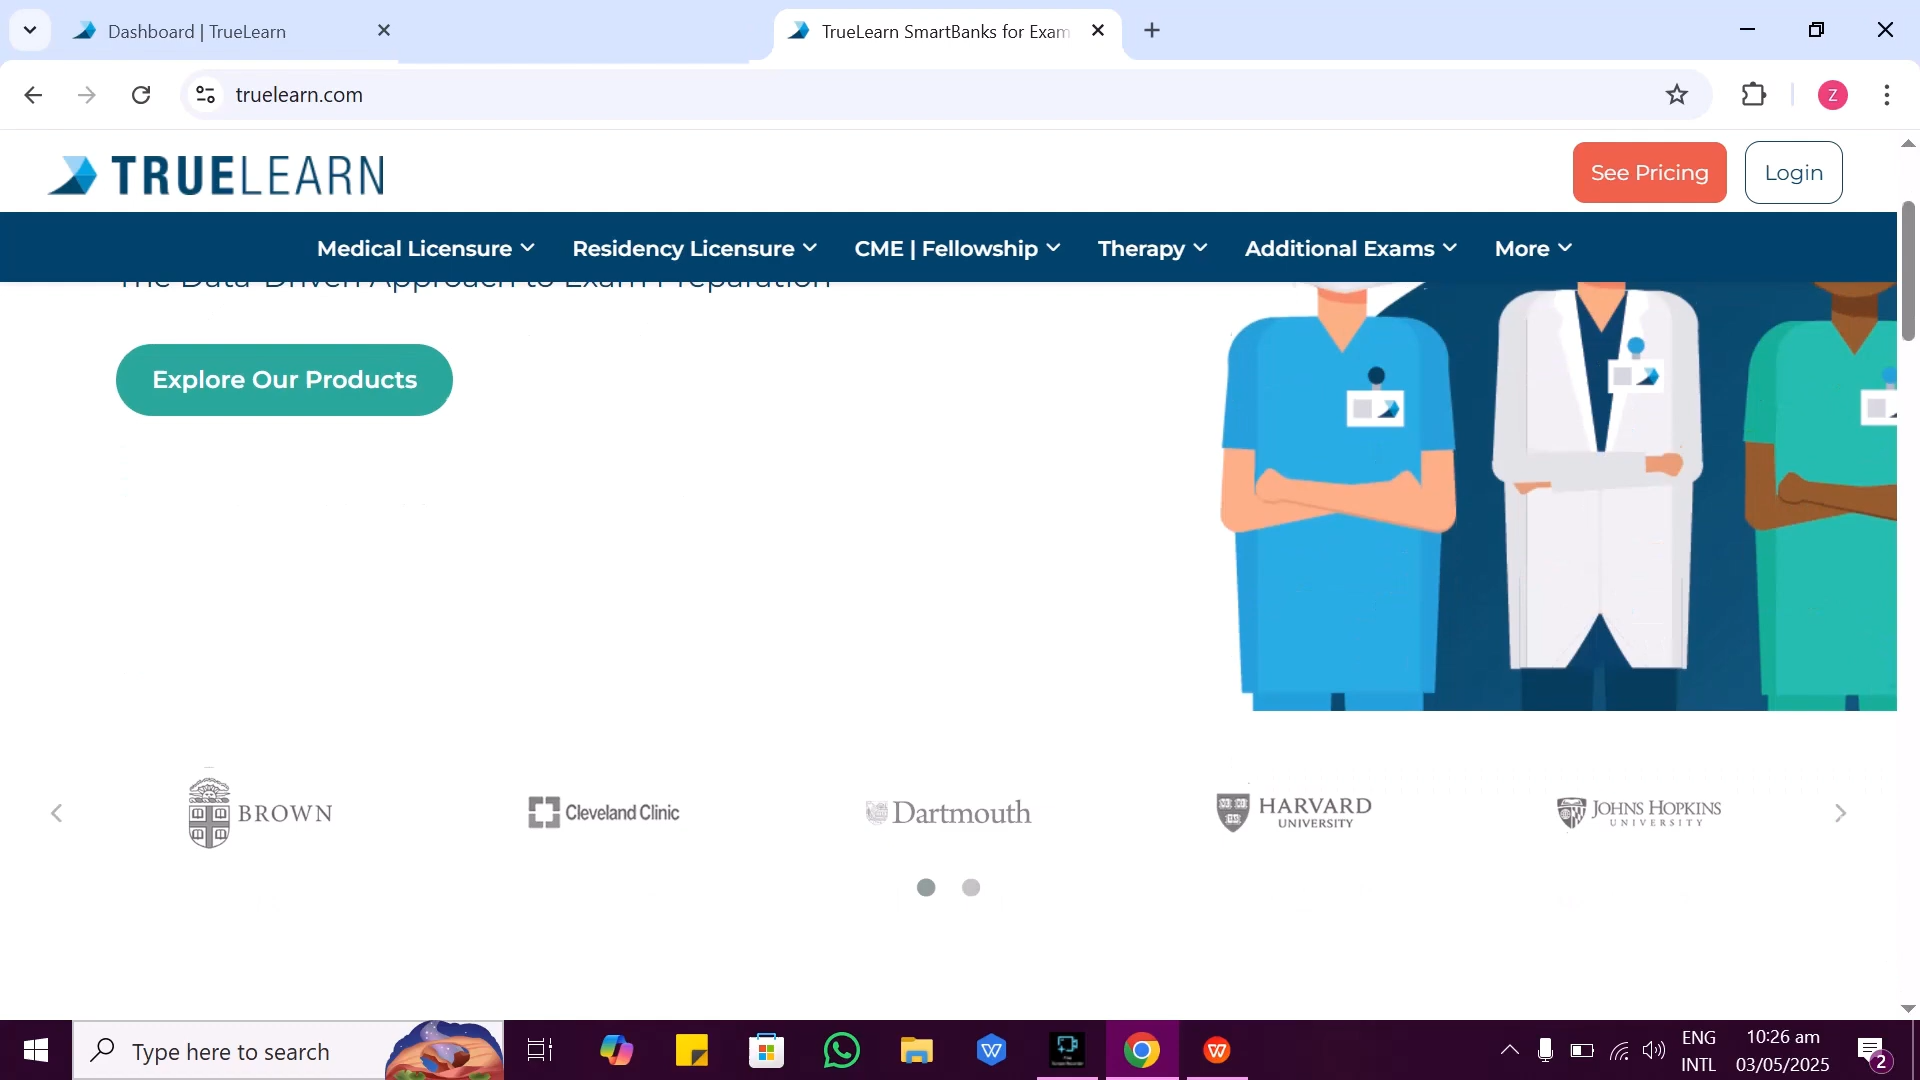 Dashboard | TrueLearn
TrueLearn SmartBanks for Exam
truelearn.com
Z
TRUELEARN
See Pricing
Login
Medical Licensure
Residency Licensure
CME | Fellowship
Therapy
Additional Exams
More
The Data-Driven Approach to Exam Preparation
Explore Our Products
BROWN
Cleveland Clinic
Dartmouth
HARVARD
UNIVERSITY
JOHNS HOPKINS
UNIVERSITY
Type here to search
ENG
INTL
10:26 am
03/05/2025
2